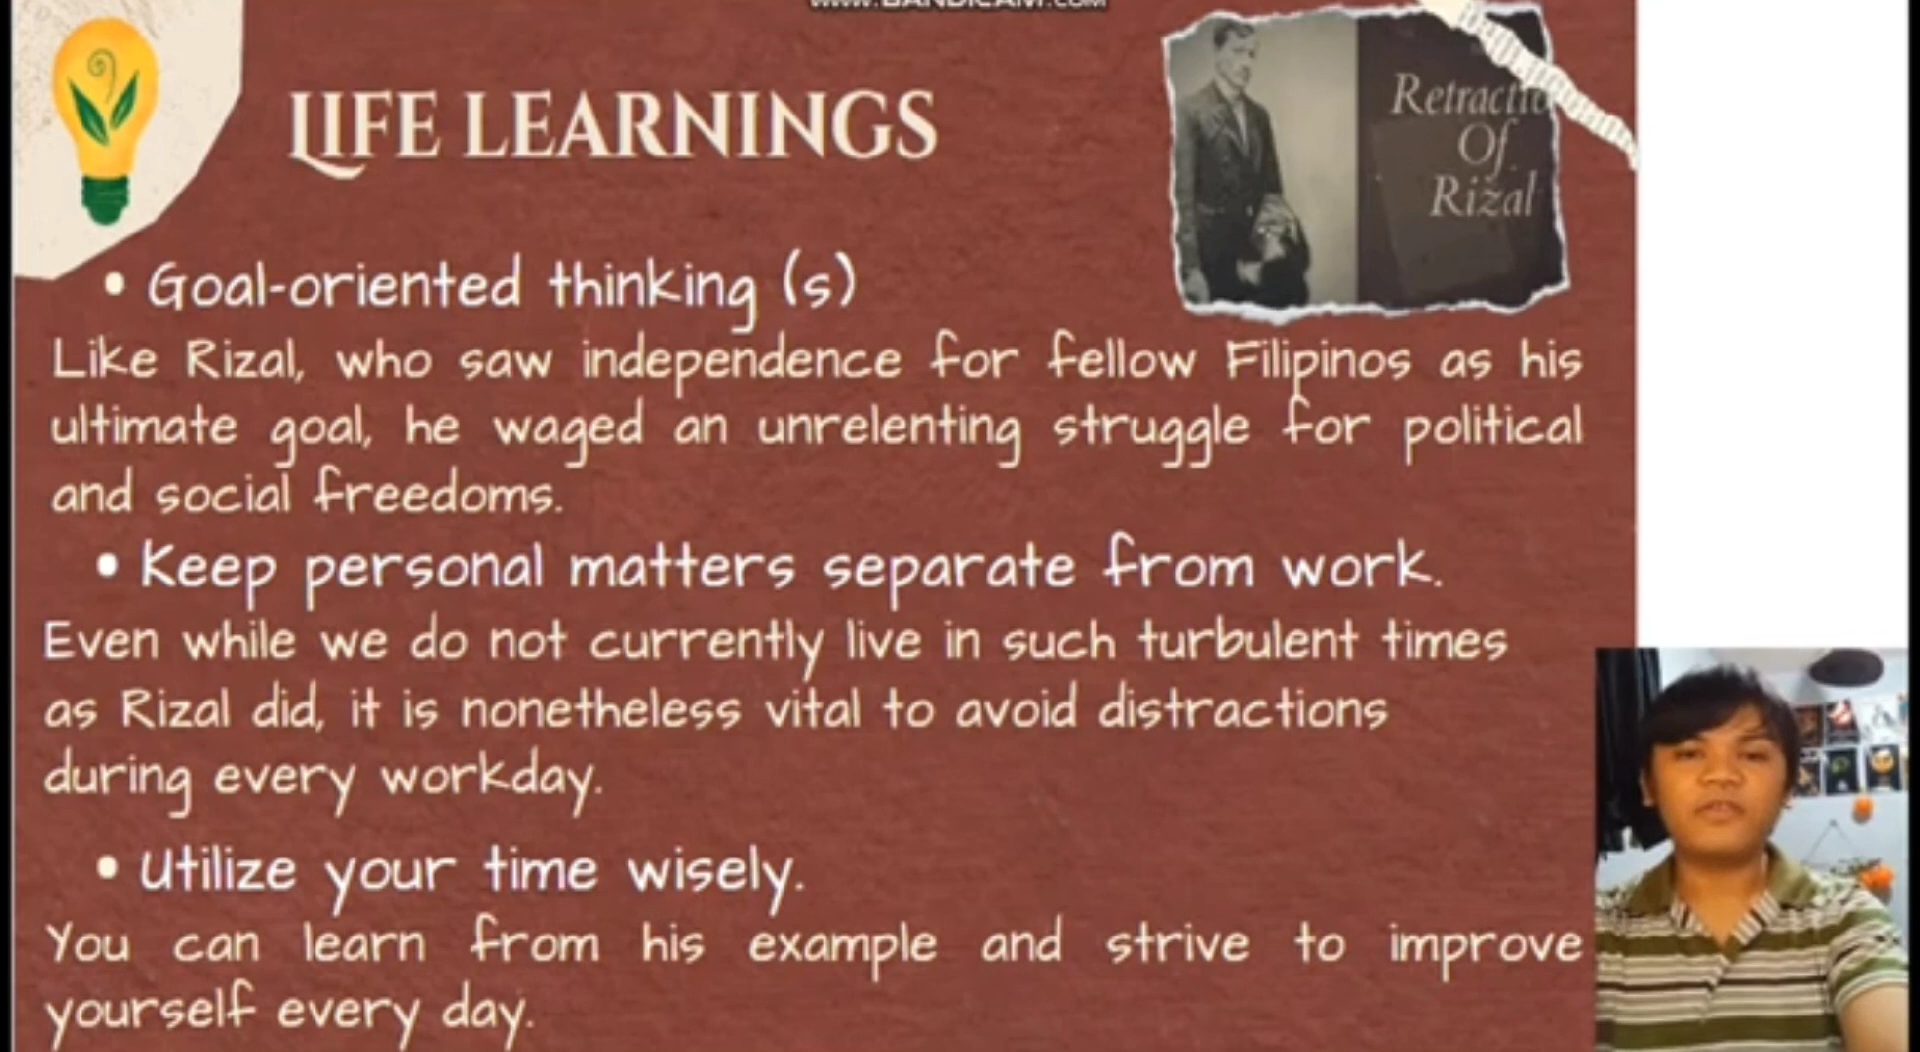 www.BANDICAM.com
LIFE LEARNINGS
Retractio
Of
Rizal
• Goal-oriented thinking (s)
Like Rizal, who saw independence for fellow Filipinos as his
ultimate goal, he waged an unrelenting struggle for political
and social freedoms.
• Keep personal matters separate from work.
Even while we do not currently live in such turbulent times
as Rizal did, it is nonetheless vital to avoid distractions
during every workday.
• Utilize your time wisely.
You can learn from his example and strive to improve
yourself every day.